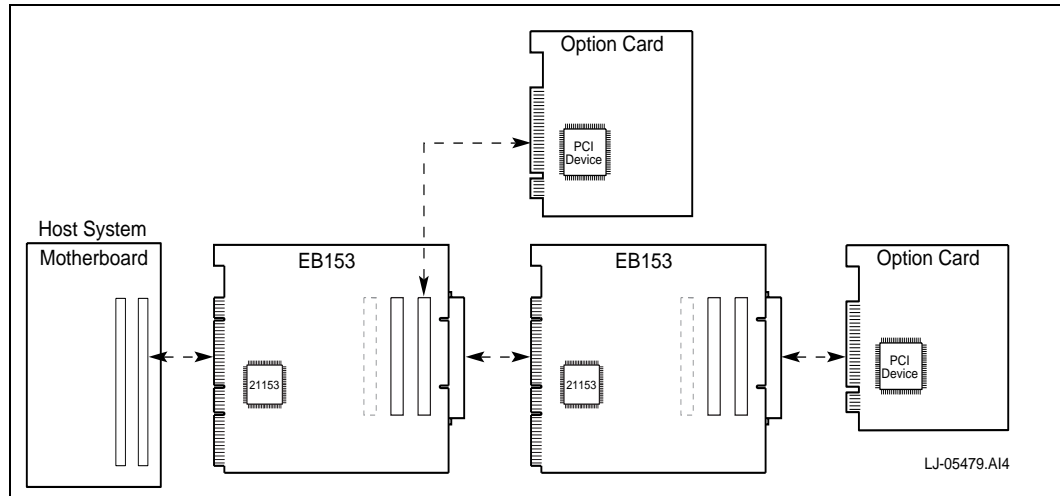 Option Card
PCI
Device
Host System
Motherboard
EB153
EB153
Option Card
21153
21153
PCI
Device
LJ-05479.AI4